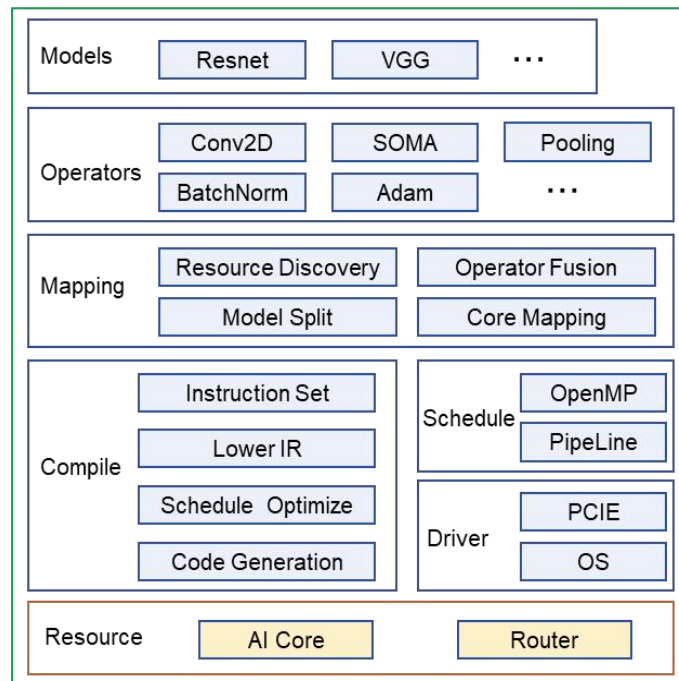 Models
Resnet
VGG
...
Operators
Conv2D
SOMA
Pooling
BatchNorm
Adam
...
Mapping
Resource Discovery
Operator Fusion
Model Split
Core Mapping
Compile
Instruction Set
Lower IR
Schedule Optimize
Code Generation
Schedule
OpenMP
PipeLine
Driver
PCIE
OS
Resource
AI Core
Router